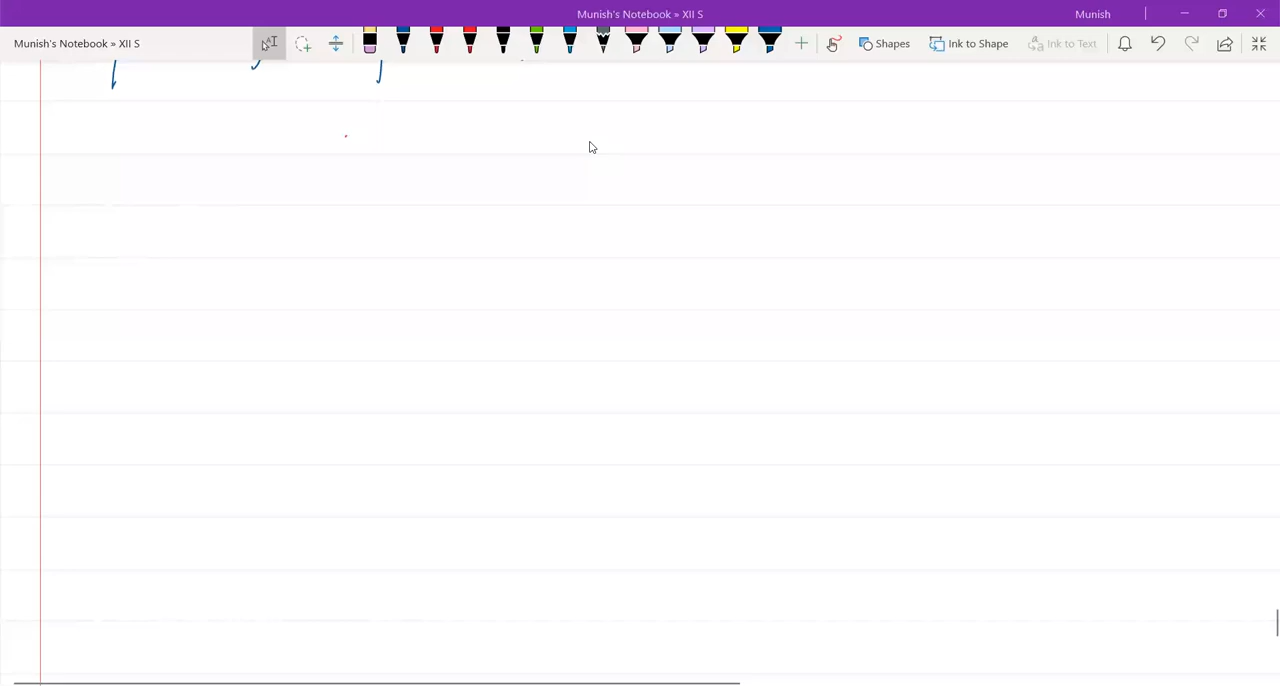 Munish's Notebook » XII S
Munish
Munish's Notebook » XII S
Shapes
Ink to Shape
Ink to Text